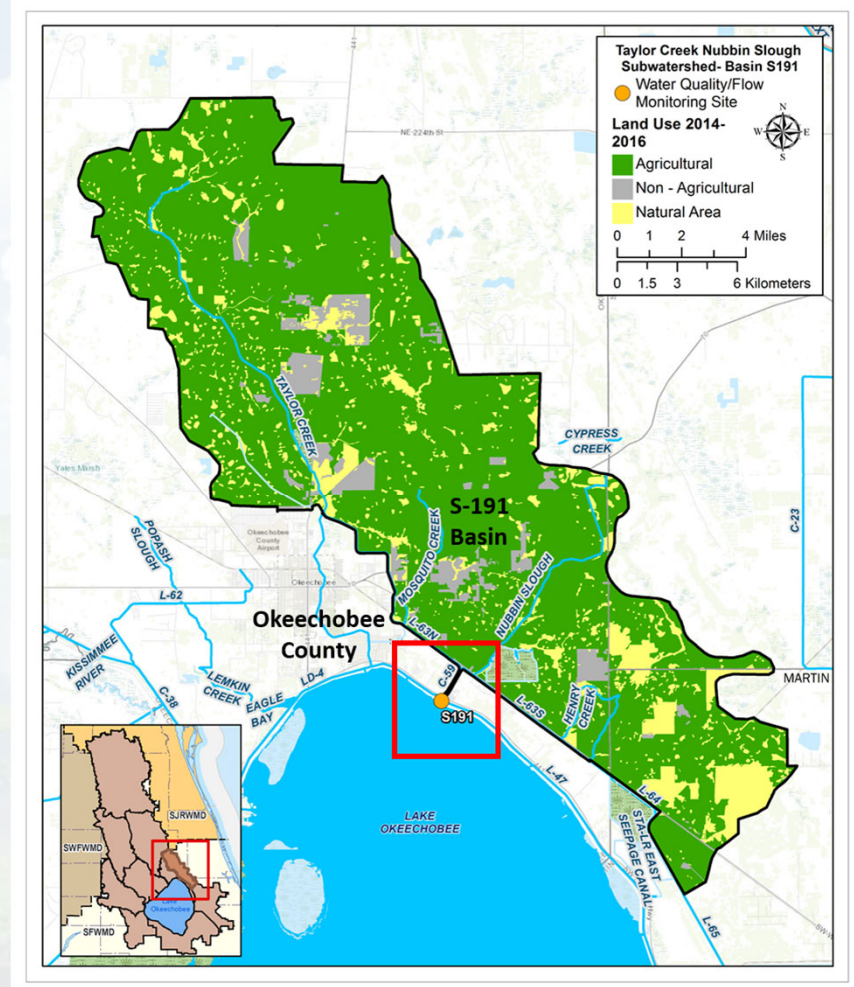 Taylor Creek Nubbin Slough
Subwatershed- Basin S191
Water Quality/Flow
Monitoring Site
Land Use 2014-
2016
Agricultural
Non - Agricultural
Natural Area
0 1 2 4 Miles
0 1.5 3 6 Kilometers
N
W E
S
441
NE 224th St
TAYLOR CREEK
CYPRESS
CREEK
Yates Marsh
S-191
Basin
C-23
POPASH
SLOUGH
Okeechobee
County
Airport
MOSQUITO CREEK
NUBBIN SLOUGH
Okeechobee
L-62
Okeechobee
County
L-63N
KISSIMMEE
RIVER
LEMKIN
CREEK
EAGLE
BAY
LD-4
C-38
C-59
S191
L-63S
HENRY
CREEK
MARTIN
L-47
L-64
LAKE
OKEECHOBEE
STA-LR EAST
SEEPAGE CANAL
L-65
SJRWMD
SWFWMD
Lake
Okeechobee
SFWMD